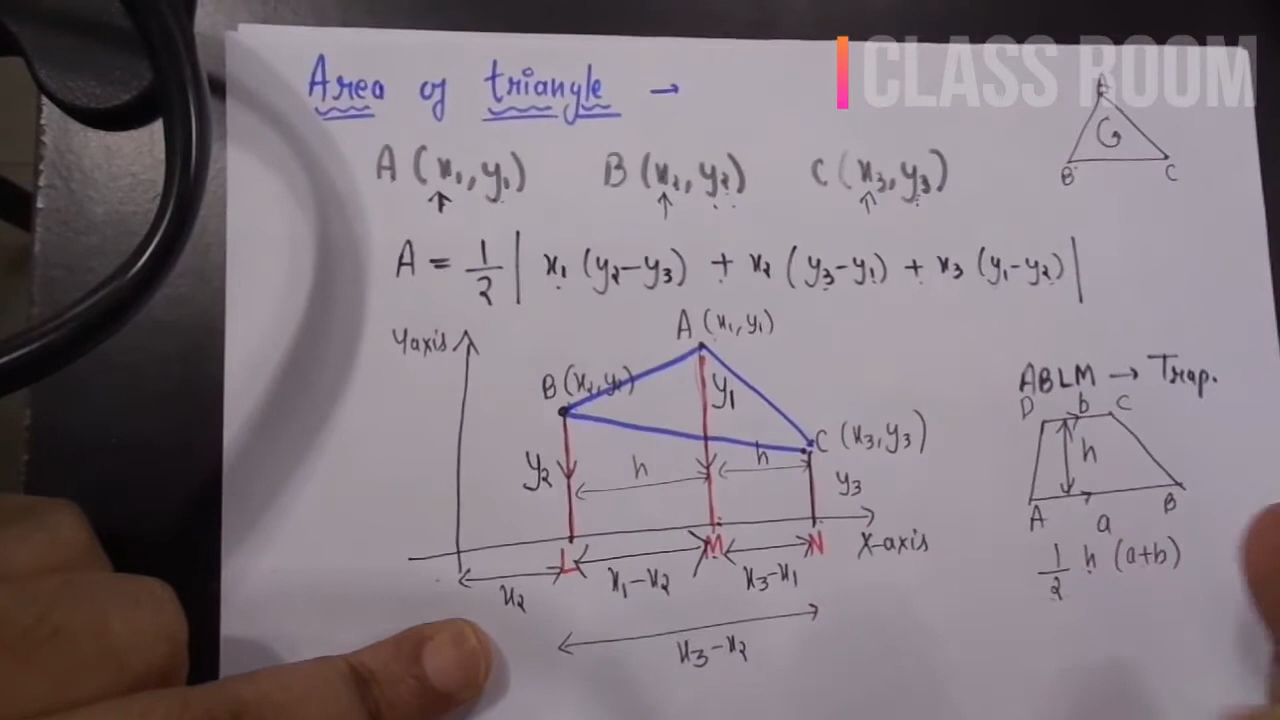 CLASS ROOM
Area of triangle →
A (x₁, y₁) B (x₂, y₂) C (x₃, y₃)
A
G
B C
A = 1/2 | x₁ (y₂–y₃) + x₂ (y₃–y₁) + x₃ (y₁–y₂) |
Y axis
A (x₁, y₁)
B (x₂, y₂)
y₁
C (x₃, y₃)
y₂
h
h
y₃
L M N
X-axis
x₂
x₁–x₂
x₃–x₁
x₃–x₂
ABLM → Trap.
D b C
h
A a B
1/2 h (a+b)